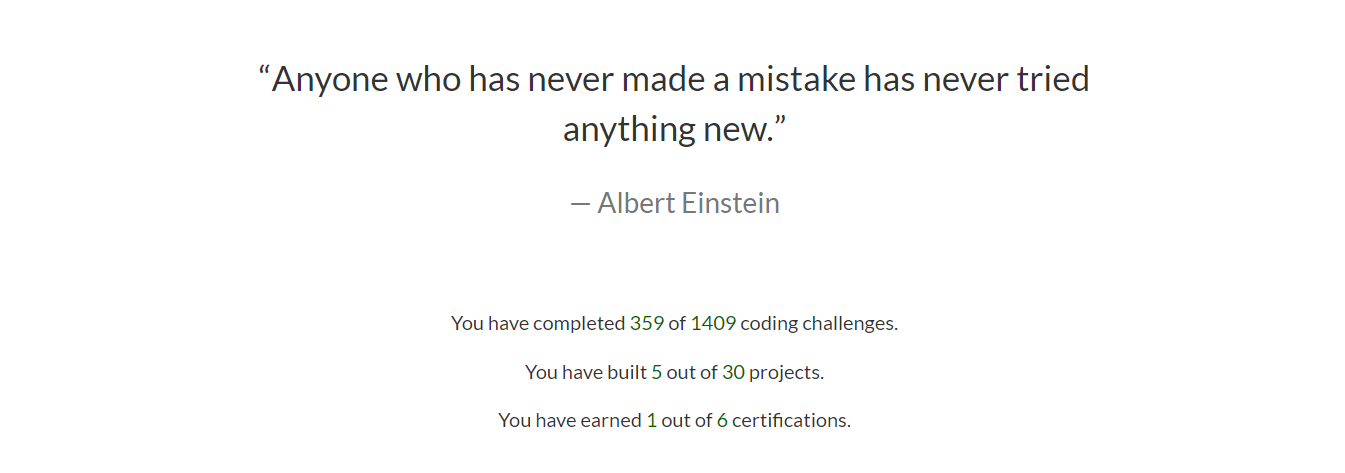 “Anyone who has never made a mistake has never tried
anything new.”
— Albert Einstein
You have completed 359 of 1409 coding challenges.
You have built 5 out of 30 projects.
You have earned 1 out of 6 certifications.